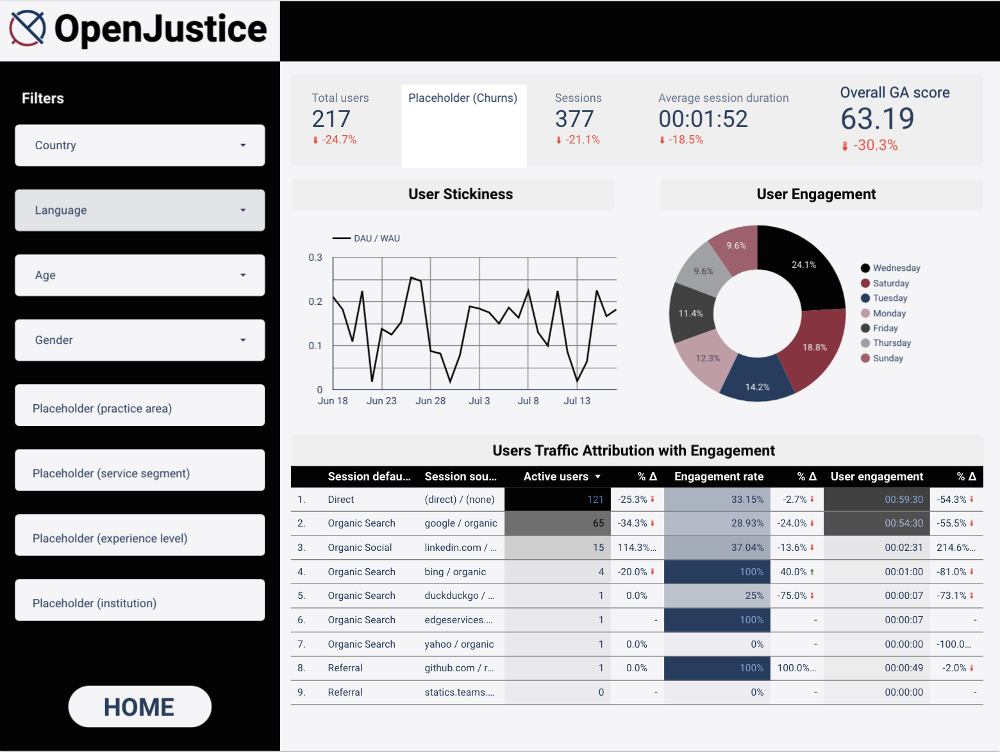 OpenJustice
Filters
Country
Language
Age
Gender
Placeholder (practice area)
Placeholder (service segment)
Placeholder (experience level)
Placeholder (institution)
HOME
Total users
217
-24.7%
Placeholder (Churns)
Sessions
377
-21.1%
Average session duration
00:01:52
-18.5%
Overall GA score
63.19
-30.3%
User Stickiness
DAU / WAU
0.3
0.2
0.1
0
Jun 18 Jun 23 Jun 28 Jul 3 Jul 8 Jul 13
User Engagement
24.1%
18.8%
14.2%
12.3%
11.4%
9.6%
9.6%
Wednesday
Saturday
Tuesday
Monday
Friday
Thursday
Sunday
Users Traffic Attribution with Engagement
Session defau... Session sou... Active users % Δ Engagement rate % Δ User engagement % Δ
1. Direct (direct) / (none) 121 -25.3% 33.15% -2.7% 00:59:30 -54.3%
2. Organic Search google / organic 65 -34.3% 28.93% -24.0% 00:54:30 -55.5%
3. Organic Social linkedin.com / ... 15 114.3%... 37.04% -13.6% 00:02:31 214.6%...
4. Organic Search bing / organic 4 -20.0% 100% 40.0% 00:01:00 -81.0%
5. Organic Search duckduckgo / ... 1 0.0% 25% -75.0% 00:00:07 -73.1%
6. Organic Search edgeservices.... 1 - 100% - 00:00:07 -
7. Organic Search yahoo / organic 1 0.0% 0% - 00:00:00 -100.0...
8. Referral github.com / r... 1 0.0% 100% 100.0%... 00:00:49 -2.0%
9. Referral statics.teams.... 0 - 0% - 00:00:00 -